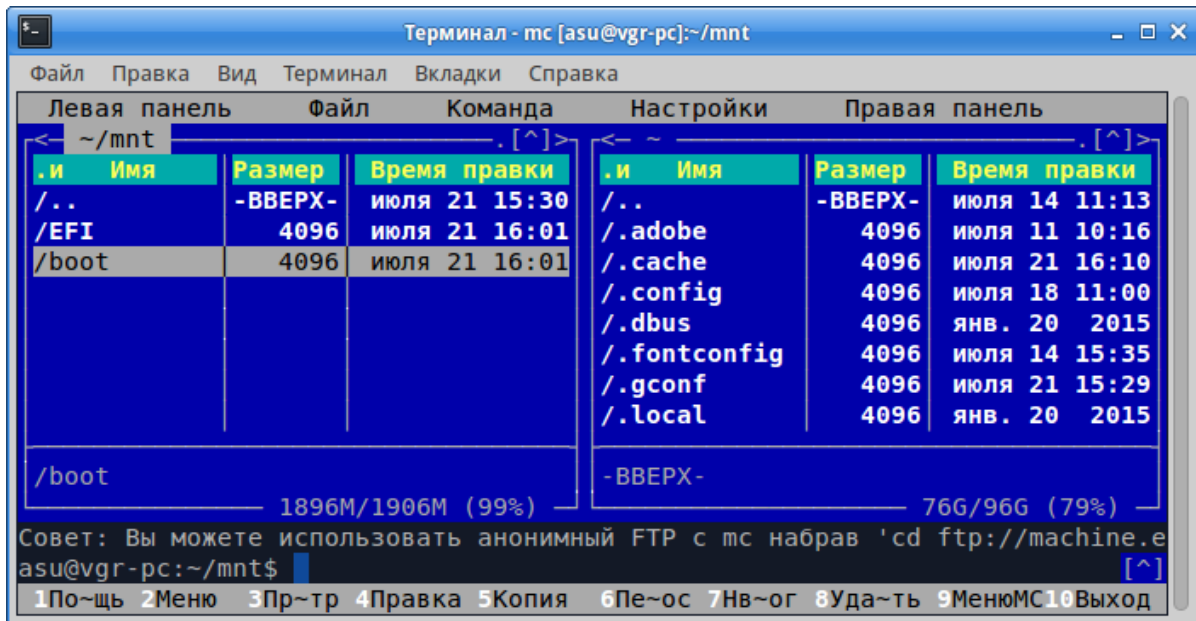 Терминал - mc [asu@vgr-pc]:~/mnt
Файл Правка Вид Терминал Вкладки Справка
Левая панель Файл Команда Настройки Правая панель
<─ ~/mnt ─.[^]>┐ <─ ~ ─.[^]>┐
.и Имя Размер Время правки .и Имя Размер Время правки
/.. -ВВЕРХ- июля 21 15:30 /.. -ВВЕРХ- июля 14 11:13
/EFI 4096 июля 21 16:01 /.adobe 4096 июля 11 10:16
/boot 4096 июля 21 16:01 /.cache 4096 июля 21 16:10
/.config 4096 июля 18 11:00
/.dbus 4096 янв. 20 2015
/.fontconfig 4096 июля 14 15:35
/.gconf 4096 июля 21 15:29
/.local 4096 янв. 20 2015
/boot -ВВЕРХ-
1896M/1906M (99%) 76G/96G (79%)
Совет: Вы можете использовать анонимный FTP с mc набрав 'cd ftp://machine.e
asu@vgr-pc:~/mnt$ [^]
1По~щь 2Меню 3Пр~тр 4Правка 5Копия 6Пе~ос 7Нв~ог 8Уда~ть 9МенюМС 10Выход